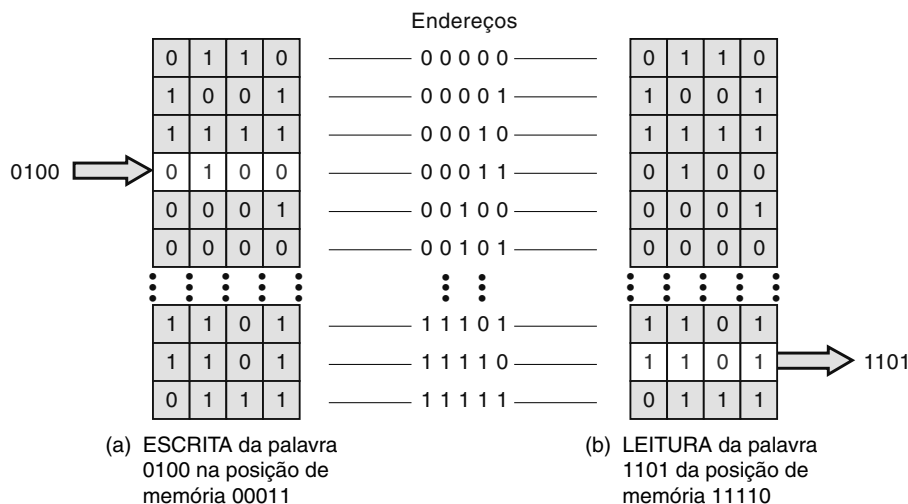 Endereços
0 1 1 0 0 0 0 0 0 0 1 1 0
1 0 0 1 0 0 0 0 1 1 0 0 1
1 1 1 1 0 0 0 1 0 1 1 1 1
0100 0 1 0 0 0 0 0 1 1 0 1 0 0
0 0 0 1 0 0 1 0 0 0 0 0 1
0 0 0 0 0 0 1 0 1 0 0 0 0
1 1 0 1 1 1 1 0 1 1 1 0 1
1 1 0 1 1 1 1 1 0 1 1 0 1 1101
0 1 1 1 1 1 1 1 1 0 1 1 1
(a) ESCRITA da palavra
0100 na posição de
memória 00011
(b) LEITURA da palavra
1101 da posição de
memória 11110